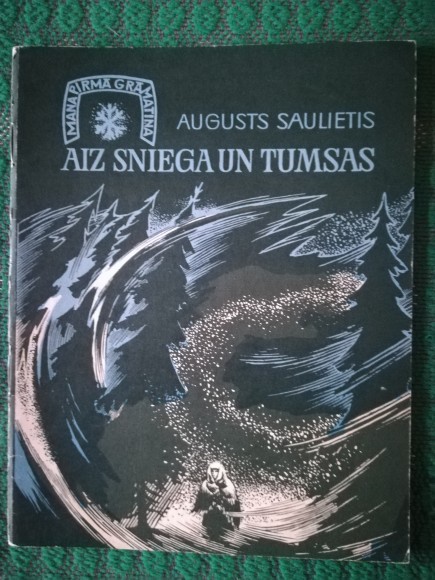 MANA PIRMĀ GRĀMATIŅA
AUGUSTS SAULIETIS
AIZ SNIEGA UN TUMSAS